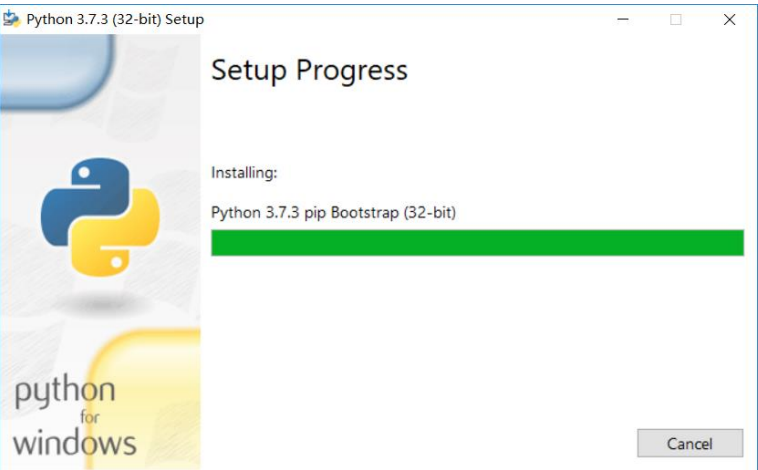 Python 3.7.3 (32-bit) Setup
Setup Progress
Installing:
Python 3.7.3 pip Bootstrap (32-bit)
python
for
windows
Cancel